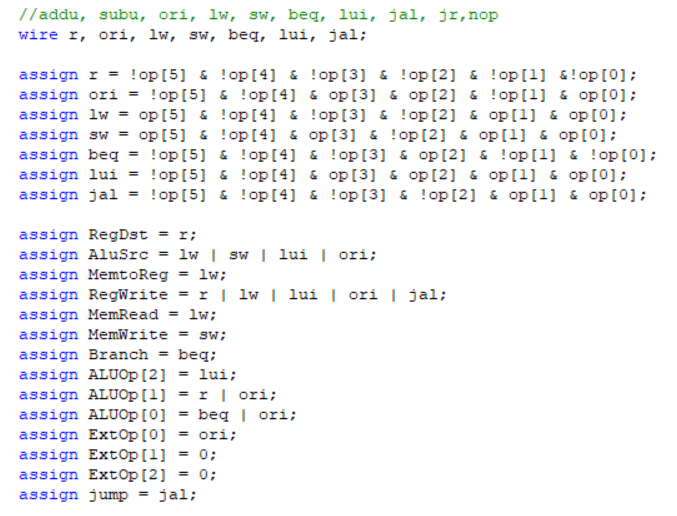 //addu, subu, ori, lw, sw, beq, lui, jal, jr,nop
wire r, ori, lw, sw, beq, lui, jal;
assign r = !op[5] & !op[4] & !op[3] & !op[2] & !op[1] &!op[0];
assign ori = !op[5] & !op[4] & op[3] & op[2] & !op[1] & op[0];
assign lw = op[5] & !op[4] & !op[3] & !op[2] & op[1] & op[0];
assign sw = op[5] & !op[4] & op[3] & !op[2] & op[1] & op[0];
assign beq = !op[5] & !op[4] & !op[3] & op[2] & !op[1] & !op[0];
assign lui = !op[5] & !op[4] & op[3] & op[2] & op[1] & op[0];
assign jal = !op[5] & !op[4] & !op[3] & !op[2] & op[1] & op[0];
assign RegDst = r;
assign AluSrc = lw | sw | lui | ori;
assign MemtoReg = lw;
assign RegWrite = r | lw | lui | ori | jal;
assign MemRead = lw;
assign MemWrite = sw;
assign Branch = beq;
assign ALUOp[2] = lui;
assign ALUOp[1] = r | ori;
assign ALUOp[0] = beq | ori;
assign ExtOp[0] = ori;
assign ExtOp[1] = 0;
assign ExtOp[2] = 0;
assign jump = jal;